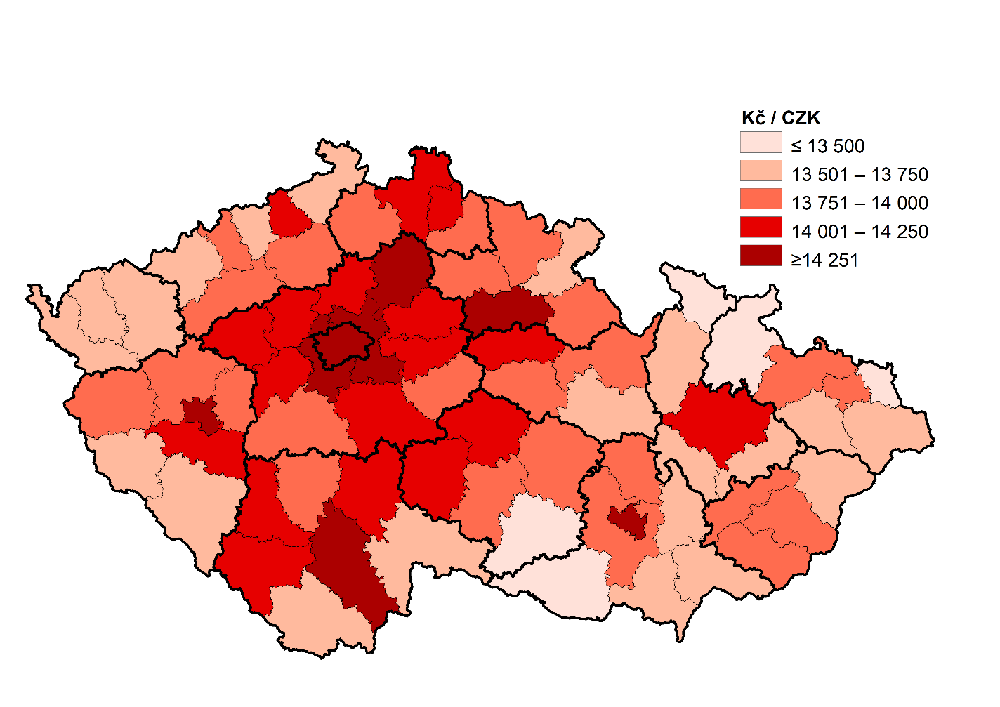 Kč / CZK
≤ 13 500
13 501 – 13 750
13 751 – 14 000
14 001 – 14 250
≥14 251